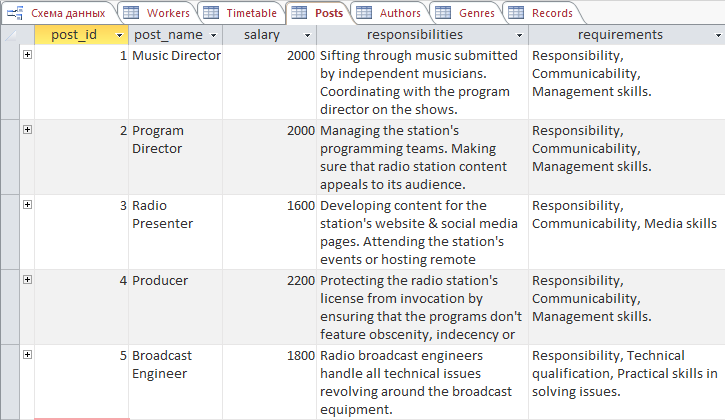 Схема данных Workers Timetable Posts Authors Genres Records
post_id post_name salary responsibilities requirements
1 Music Director 2000 Sifting through music submitted Responsibility,
by independent musicians. Communicability,
Coordinating with the program Management skills.
director on the shows.
2 Program 2000 Managing the station's Responsibility,
Director programming teams. Making Communicability,
sure that radio station content Management skills.
appeals to its audience.
3 Radio 1600 Developing content for the Responsibility,
Presenter station's website & social media Communicability, Media skills
pages. Attending the station's
events or hosting remote
4 Producer 2200 Protecting the radio station's Responsibility,
license from invocation by Communicability,
ensuring that the programs don't Management skills.
feature obscenity, indecency or
5 Broadcast 1800 Radio broadcast engineers Responsibility, Technical
Engineer handle all technical issues qualification, Practical skills in
revolving around the broadcast solving issues.
equipment.